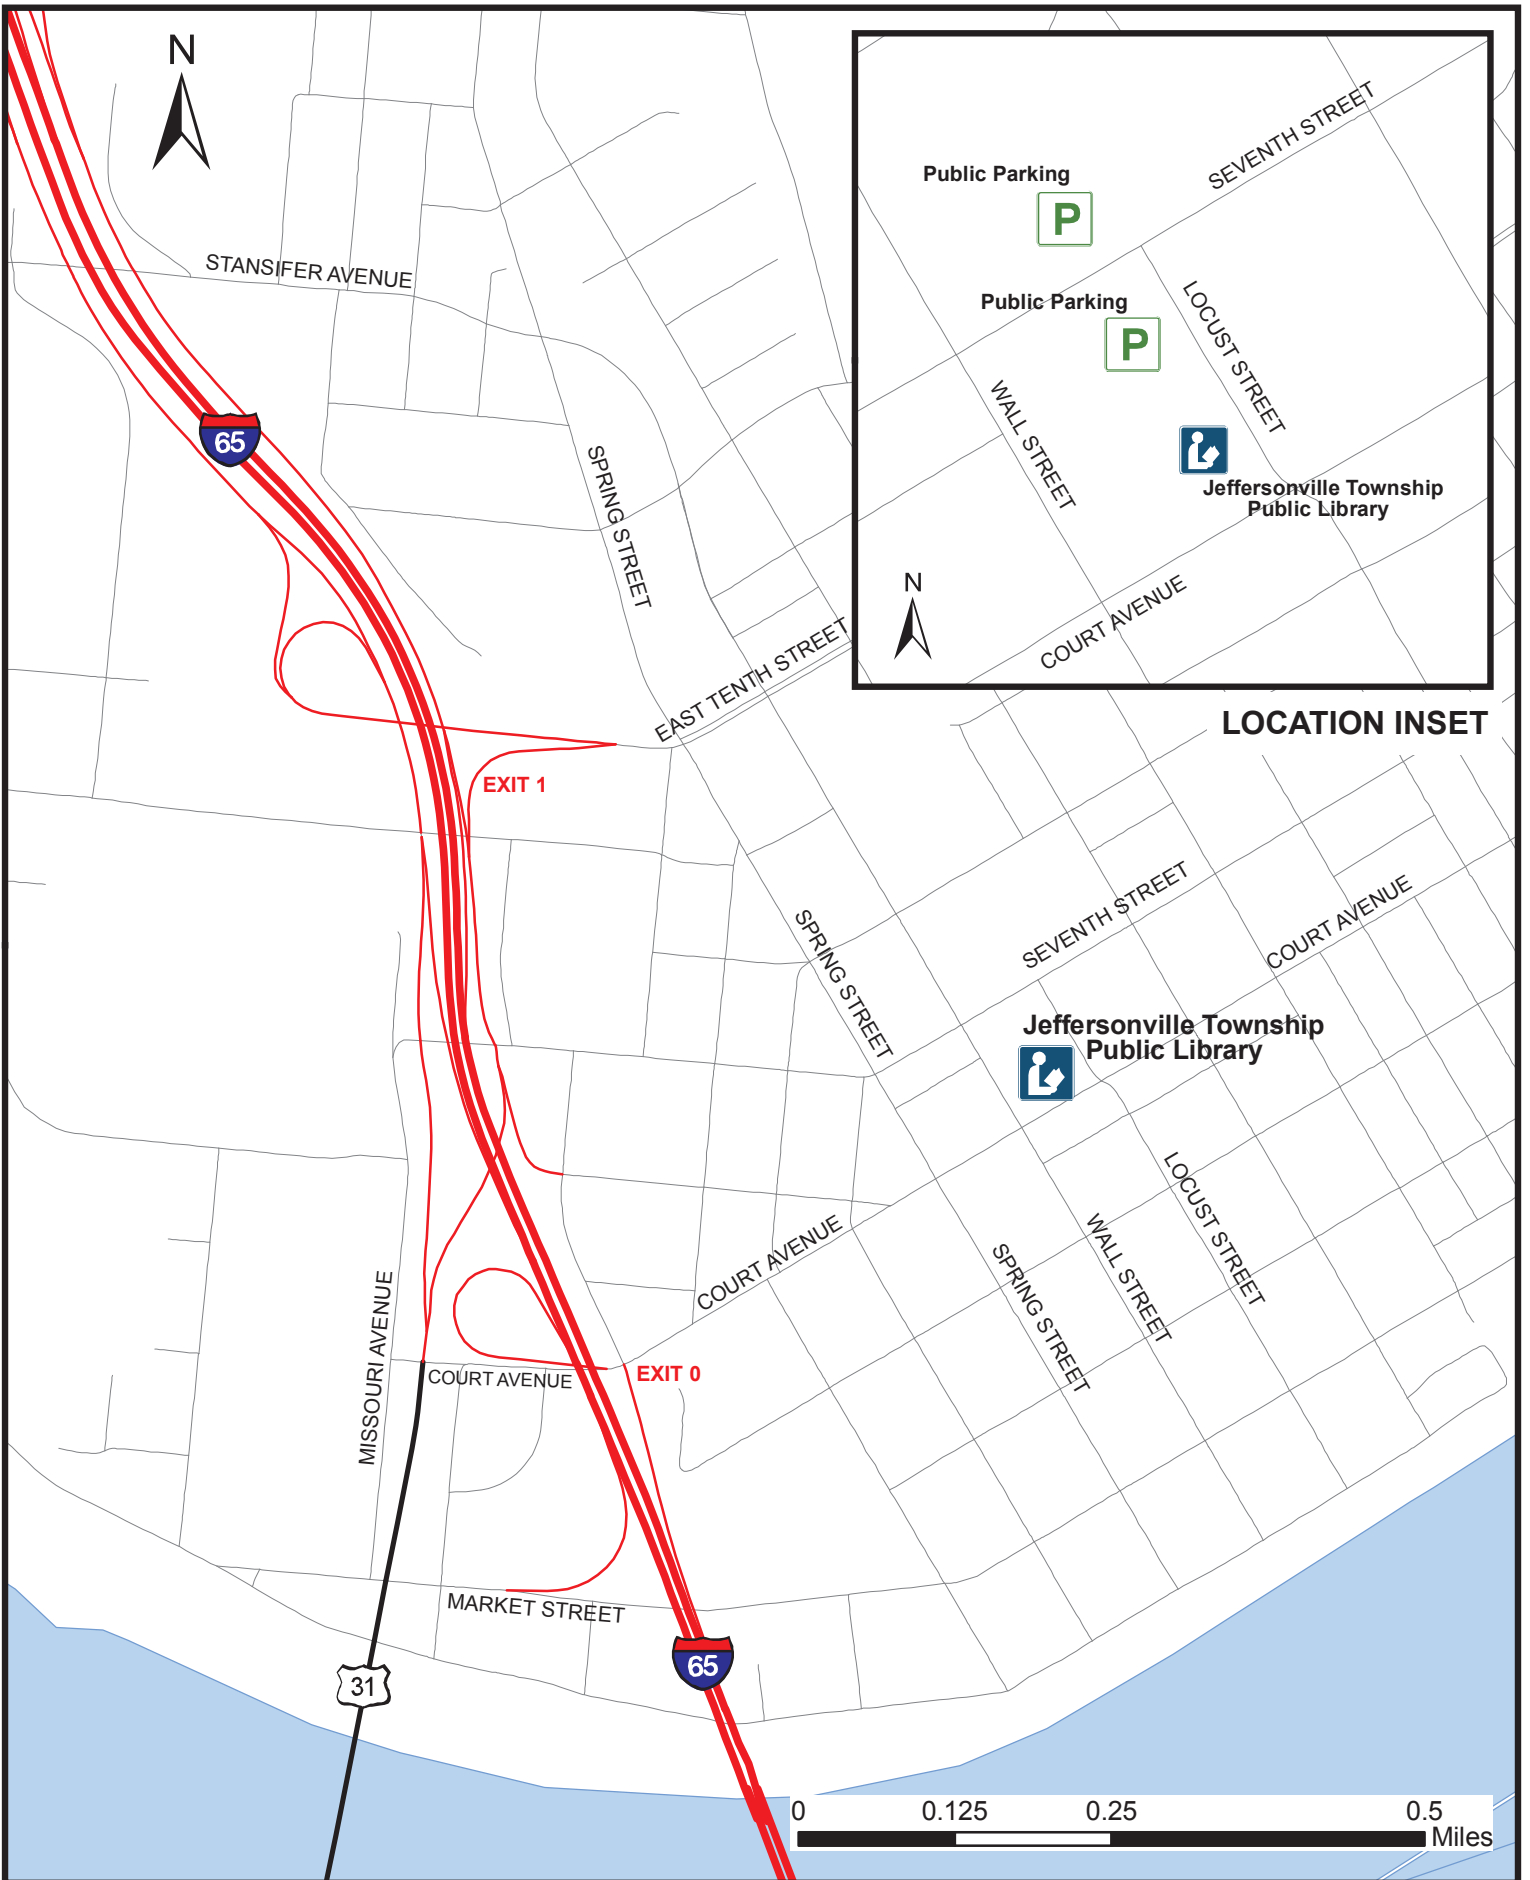 N
STANSIFER AVENUE
65
SPRING STREET
EAST TENTH STREET
EXIT 1
Public Parking
P
SEVENTH STREET
Public Parking
P
LOCUST STREET
WALL STREET
Jeffersonville Township
Public Library
N
COURT AVENUE
LOCATION INSET
SEVENTH STREET
COURT AVENUE
SPRING STREET
Jeffersonville Township
Public Library
LOCUST STREET
WALL STREET
SPRING STREET
COURT AVENUE
MISSOURI AVENUE
COURT AVENUE
EXIT 0
MARKET STREET
65
31
0 0.125 0.25 0.5
Miles